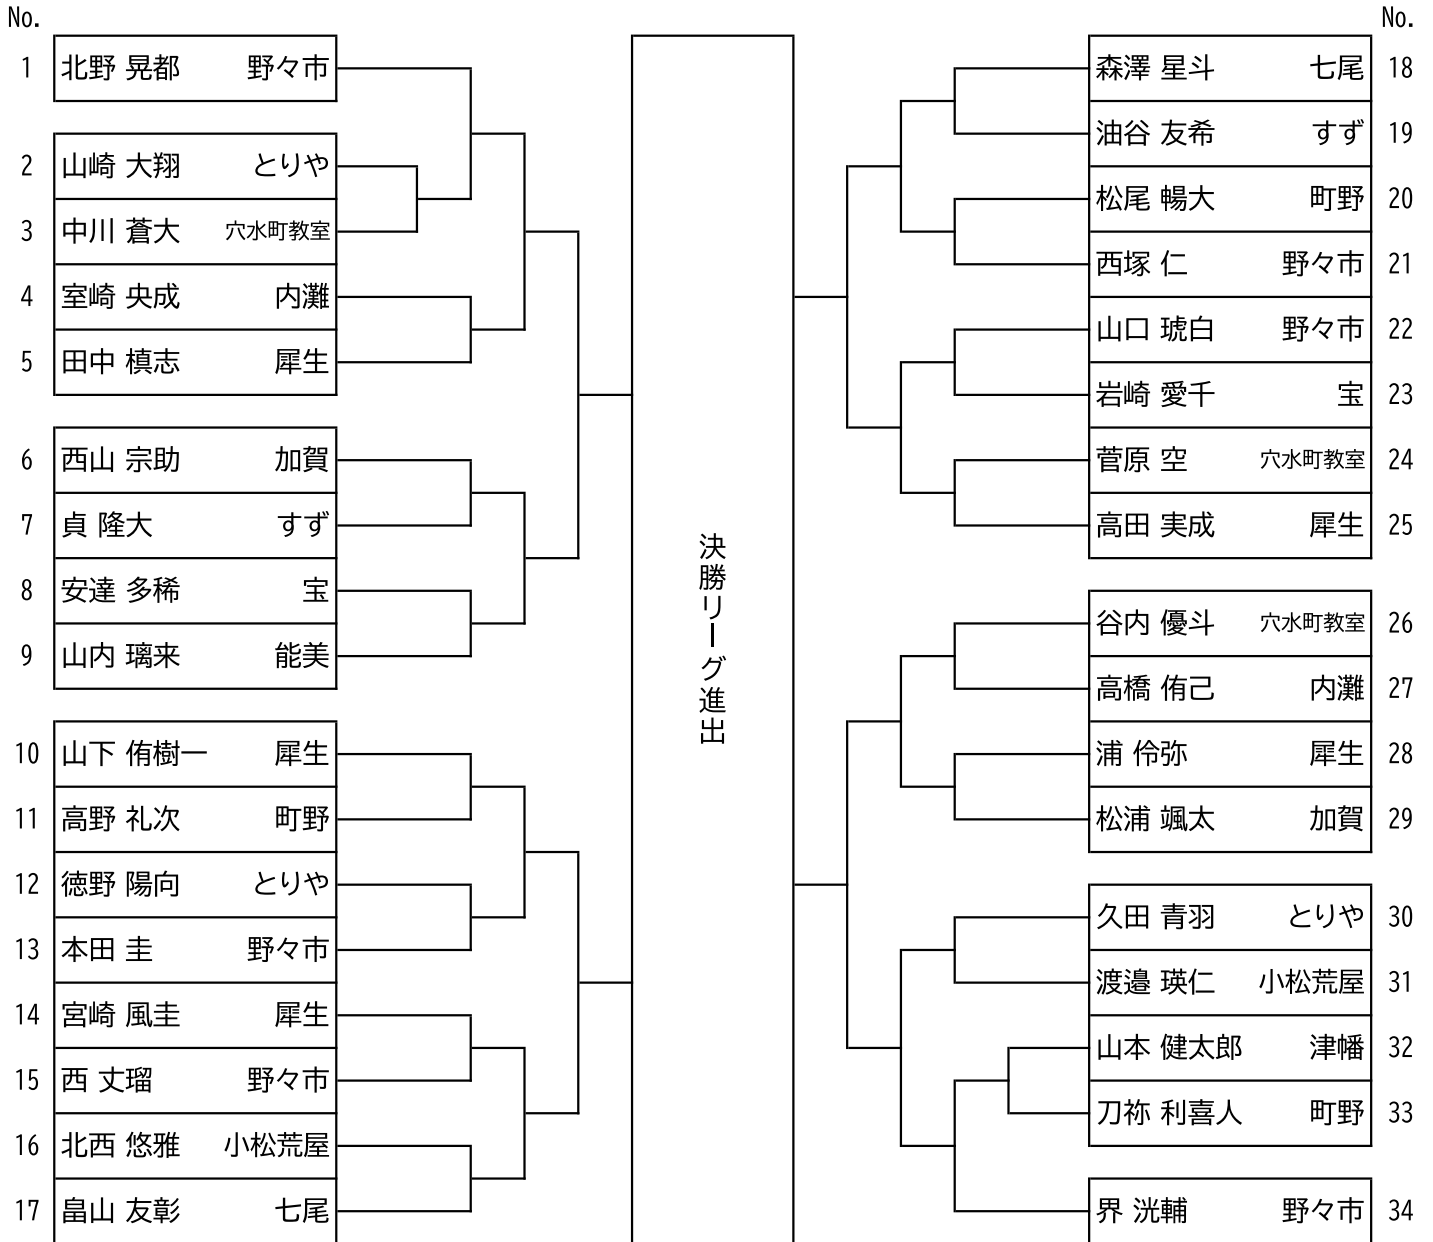 No.
1 北野 晃都 野々市
2 山崎 大翔 とりや
3 中川 蒼大 穴水町教室
4 室崎 央成 内灘
5 田中 槙志 犀生
6 西山 宗助 加賀
7 貞 隆大 すず
8 安達 多稀 宝
9 山内 璃来 能美
10 山下 侑樹一 犀生
11 高野 礼次 町野
12 徳野 陽向 とりや
13 本田 圭 野々市
14 宮崎 風圭 犀生
15 西 丈瑠 野々市
16 北西 悠雅 小松荒屋
17 畠山 友彰 七尾
決勝リーグ進出
No.
森澤 星斗 七尾 18
油谷 友希 すず 19
松尾 暢大 町野 20
西塚 仁 野々市 21
山口 琥白 野々市 22
岩崎 愛千 宝 23
菅原 空 穴水町教室 24
高田 実成 犀生 25
谷内 優斗 穴水町教室 26
高橋 侑己 内灘 27
浦 伶弥 犀生 28
松浦 颯太 加賀 29
久田 青羽 とりや 30
渡邉 瑛仁 小松荒屋 31
山本 健太郎 津幡 32
刀祢 利喜人 町野 33
界 洸輔 野々市 34